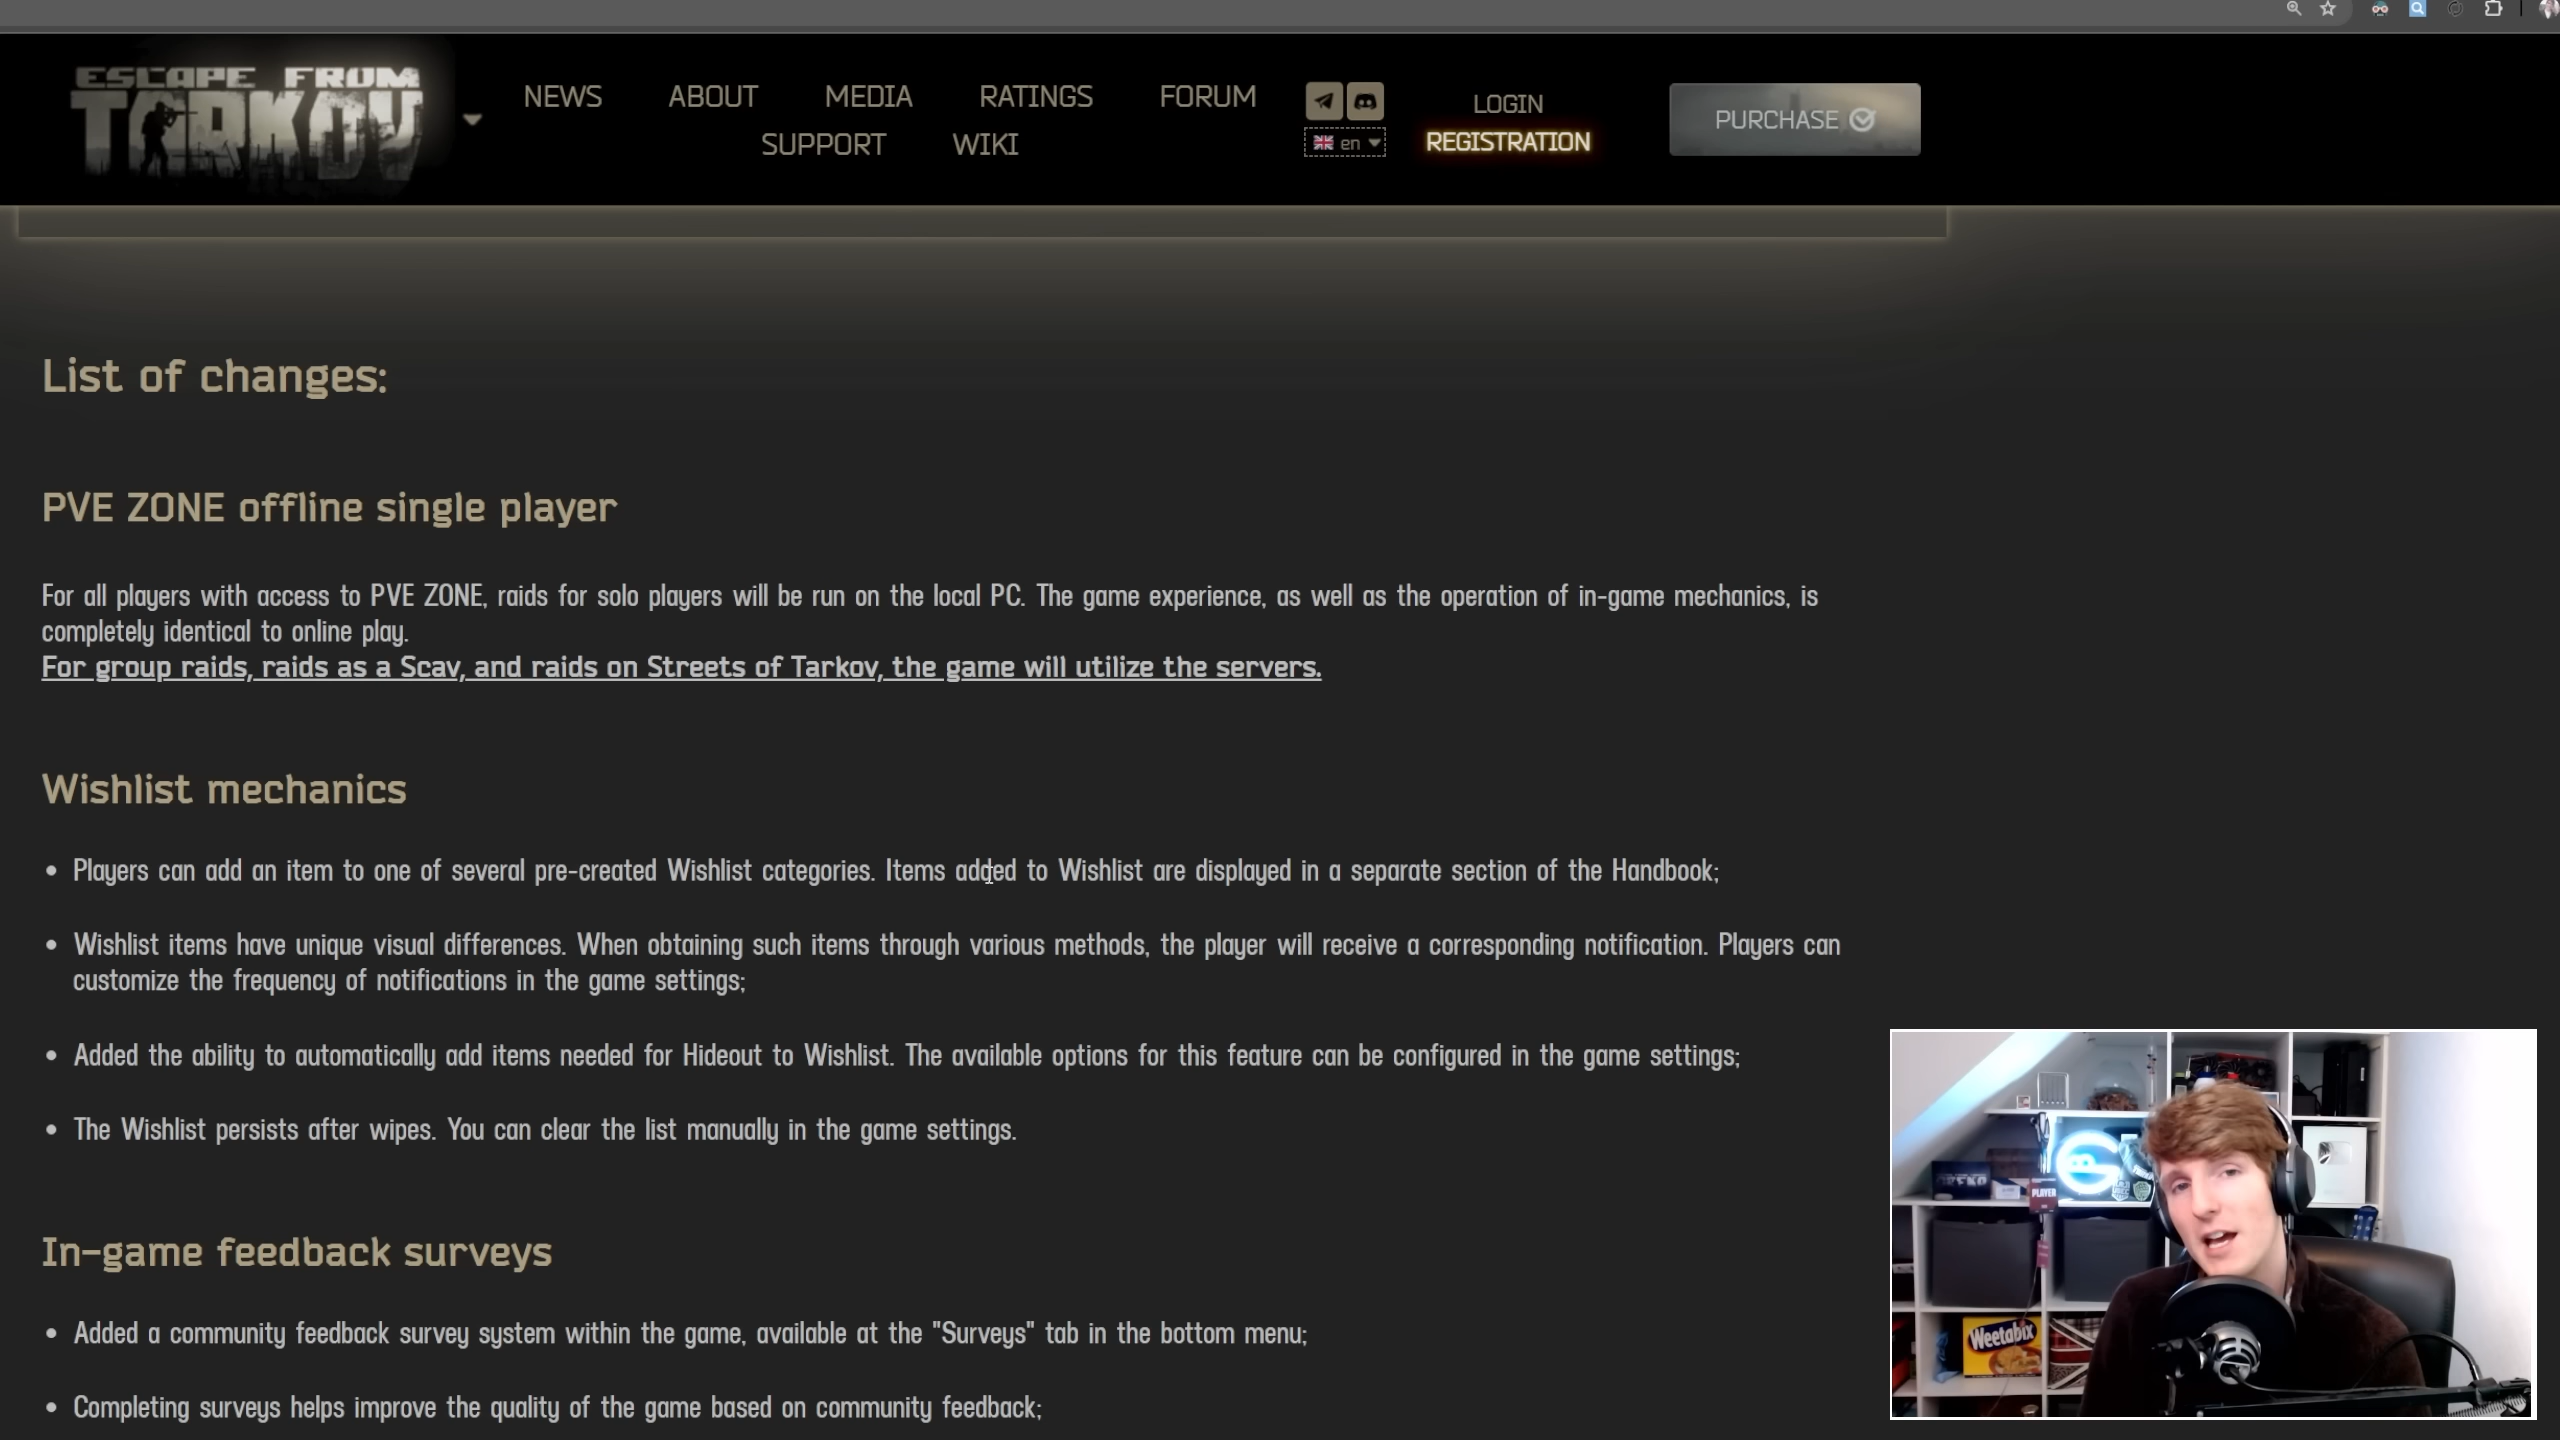 ESCAPE FROM
TARKOV
NEWS ABOUT MEDIA RATINGS FORUM
SUPPORT WIKI
en
LOGIN
REGISTRATION
PURCHASE
List of changes:
PVE ZONE offline single player
For all players with access to PVE ZONE, raids for solo players will be run on the local PC. The game experience, as well as the operation of in-game mechanics, is
completely identical to online play.
For group raids, raids as a Scav, and raids on Streets of Tarkov, the game will utilize the servers.
Wishlist mechanics
• Players can add an item to one of several pre-created Wishlist categories. Items added to Wishlist are displayed in a separate section of the Handbook;
• Wishlist items have unique visual differences. When obtaining such items through various methods, the player will receive a corresponding notification. Players can
customize the frequency of notifications in the game settings;
• Added the ability to automatically add items needed for Hideout to Wishlist. The available options for this feature can be configured in the game settings;
• The Wishlist persists after wipes. You can clear the list manually in the game settings.
In-game feedback surveys
• Added a community feedback survey system within the game, available at the "Surveys" tab in the bottom menu;
• Completing surveys helps improve the quality of the game based on community feedback;
PLAYER
Weetabix